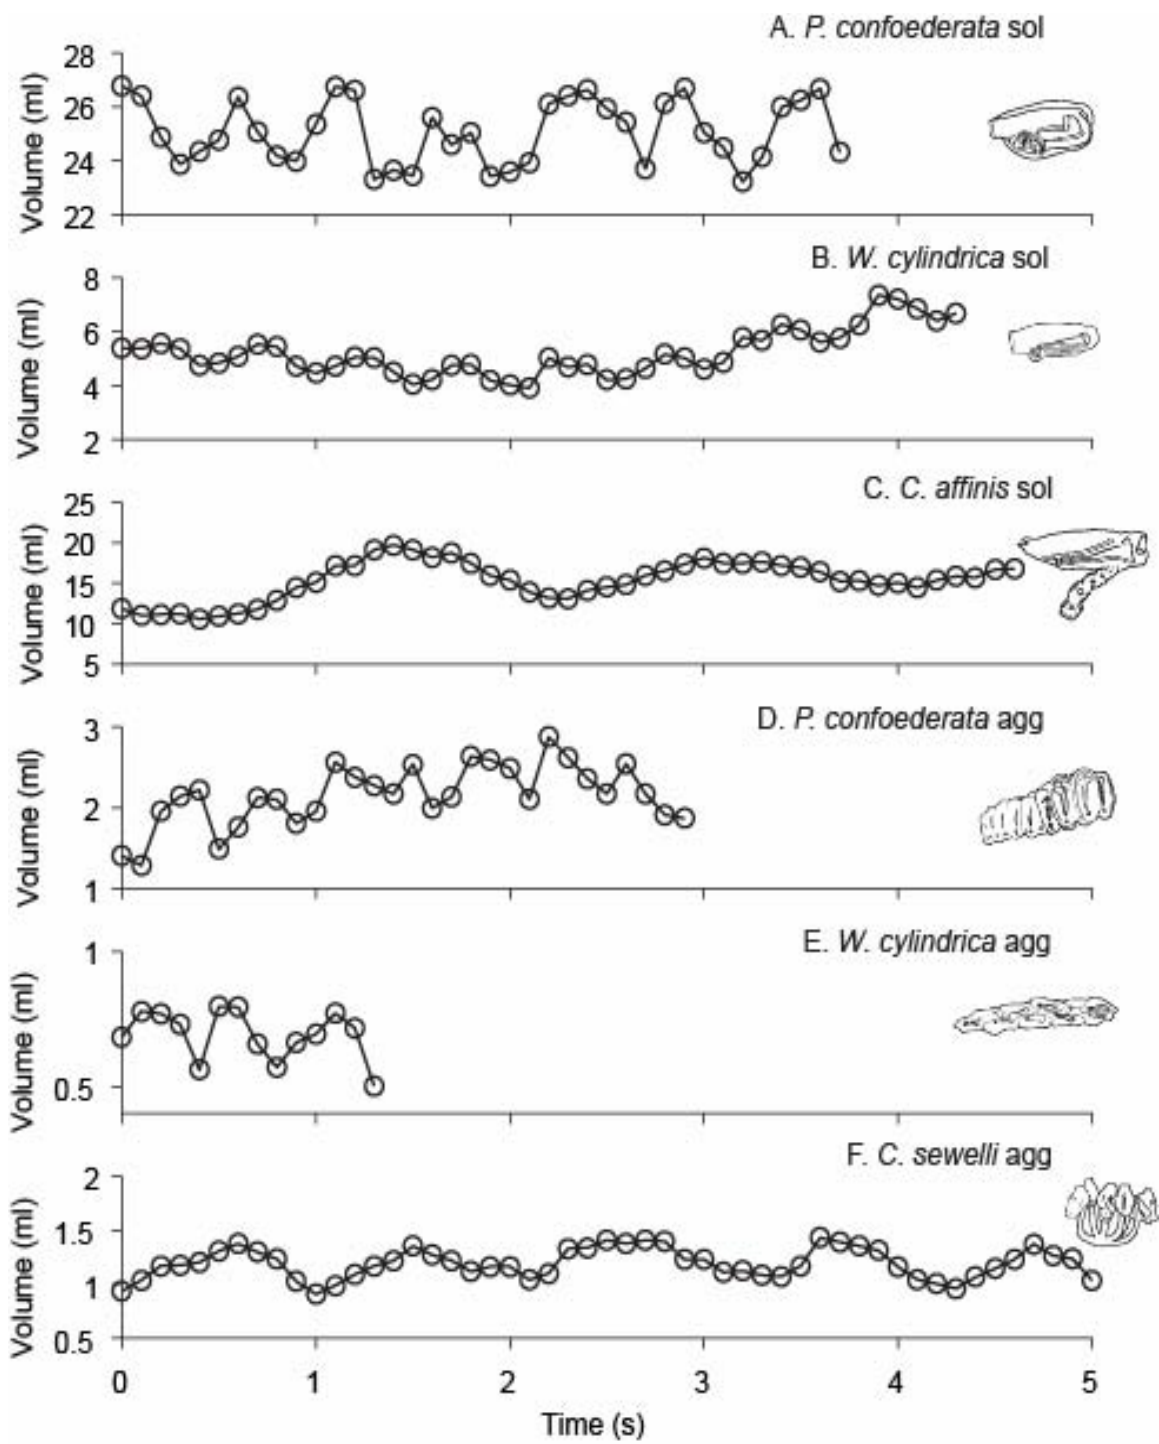 A. P. confoederata sol
28
26
24
22
Volume (ml)
B. W. cylindrica sol
8
6
4
2
Volume (ml)
C. C. affinis sol
25
20
15
10
5
Volume (ml)
D. P. confoederata agg
3
2
1
Volume (ml)
E. W. cylindrica agg
1
0.5
Volume (ml)
F. C. sewelli agg
2
1.5
1
0.5
Volume (ml)
0 1 2 3 4 5
Time (s)